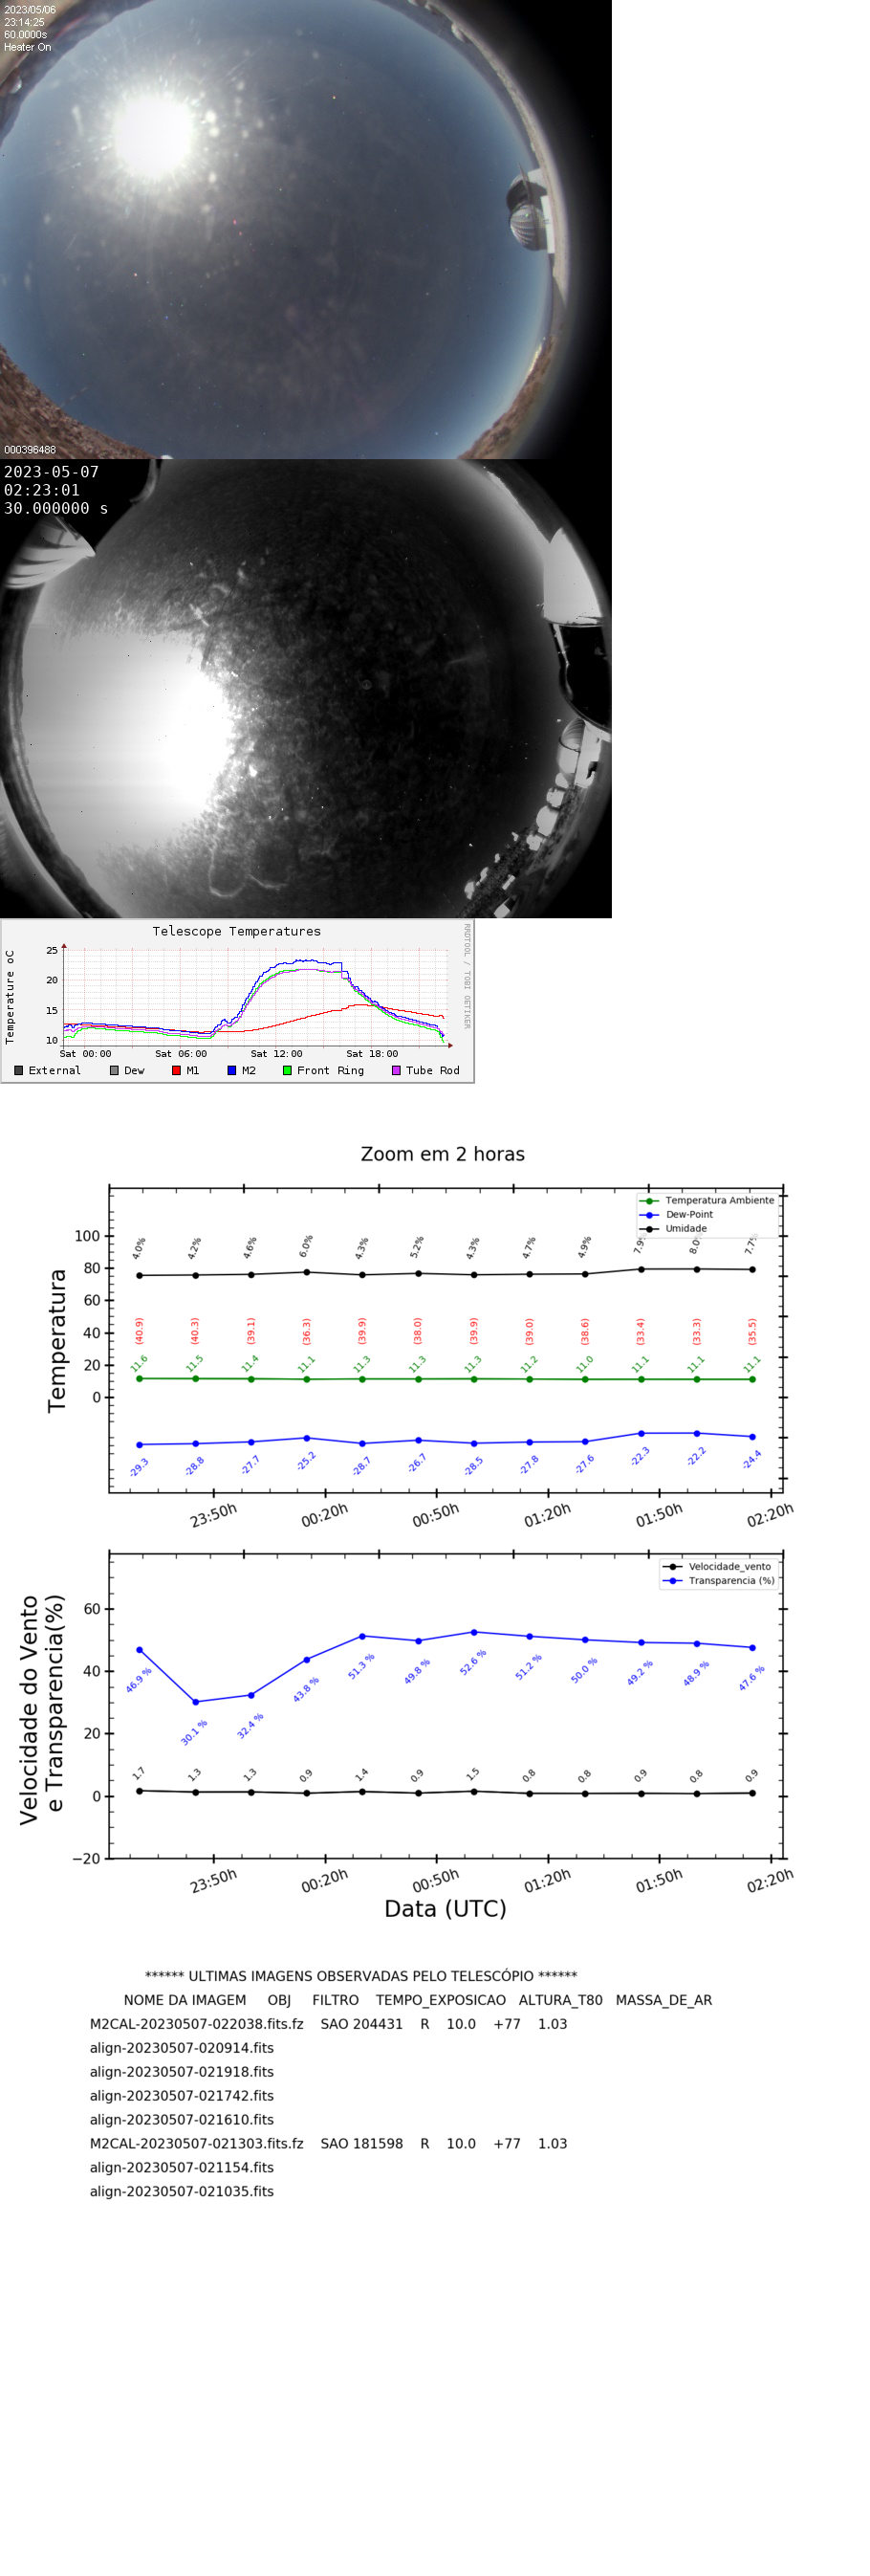 2023/05/06
23:14:25
60.0000s
Heater On
000396488
2023-05-07
02:23:01
30.000000 s
Telescope Temperatures
RRDTOOL / TOBI OETIKER
Temperature oC
25
20
15
10
Sat 00:00 Sat 06:00 Sat 12:00 Sat 18:00
External Dew M1 M2 Front Ring Tube Rod
Zoom em 2 horas
Temperatura Ambiente
Dew-Point
Umidade
Temperatura
100
80
60
40
20
0
4.0% 4.2% 4.6% 6.0% 4.3% 5.2% 4.3% 4.7% 4.9% 7.9% 8.0% 7.7%
(40.9) (40.3) (39.1) (36.3) (39.9) (38.0) (39.9) (39.0) (38.6) (33.4) (33.3) (35.5)
11.6 11.5 11.4 11.1 11.3 11.3 11.3 11.2 11.0 11.1 11.1 11.1
-29.3 -28.8 -27.7 -25.2 -28.7 -26.7 -28.5 -27.8 -27.6 -22.3 -22.2 -24.4
23:50h 00:20h 00:50h 01:20h 01:50h 02:20h
Velocidade_vento
Transparencia (%)
Velocidade do Vento
e Transparencia(%)
60
40
20
0
−20
46.9 % 30.1 % 32.4 % 43.8 % 51.3 % 49.8 % 52.6 % 51.2 % 50.0 % 49.2 % 48.9 % 47.6 %
1.7 1.3 1.3 0.9 1.4 0.9 1.5 0.8 0.8 0.9 0.8 0.9
23:50h 00:20h 00:50h 01:20h 01:50h 02:20h
Data (UTC)
****** ULTIMAS IMAGENS OBSERVADAS PELO TELESCÓPIO ******
NOME DA IMAGEM OBJ FILTRO TEMPO_EXPOSICAO ALTURA_T80 MASSA_DE_AR
M2CAL-20230507-022038.fits.fz SAO 204431 R 10.0 +77 1.03
align-20230507-020914.fits
align-20230507-021918.fits
align-20230507-021742.fits
align-20230507-021610.fits
M2CAL-20230507-021303.fits.fz SAO 181598 R 10.0 +77 1.03
align-20230507-021154.fits
align-20230507-021035.fits